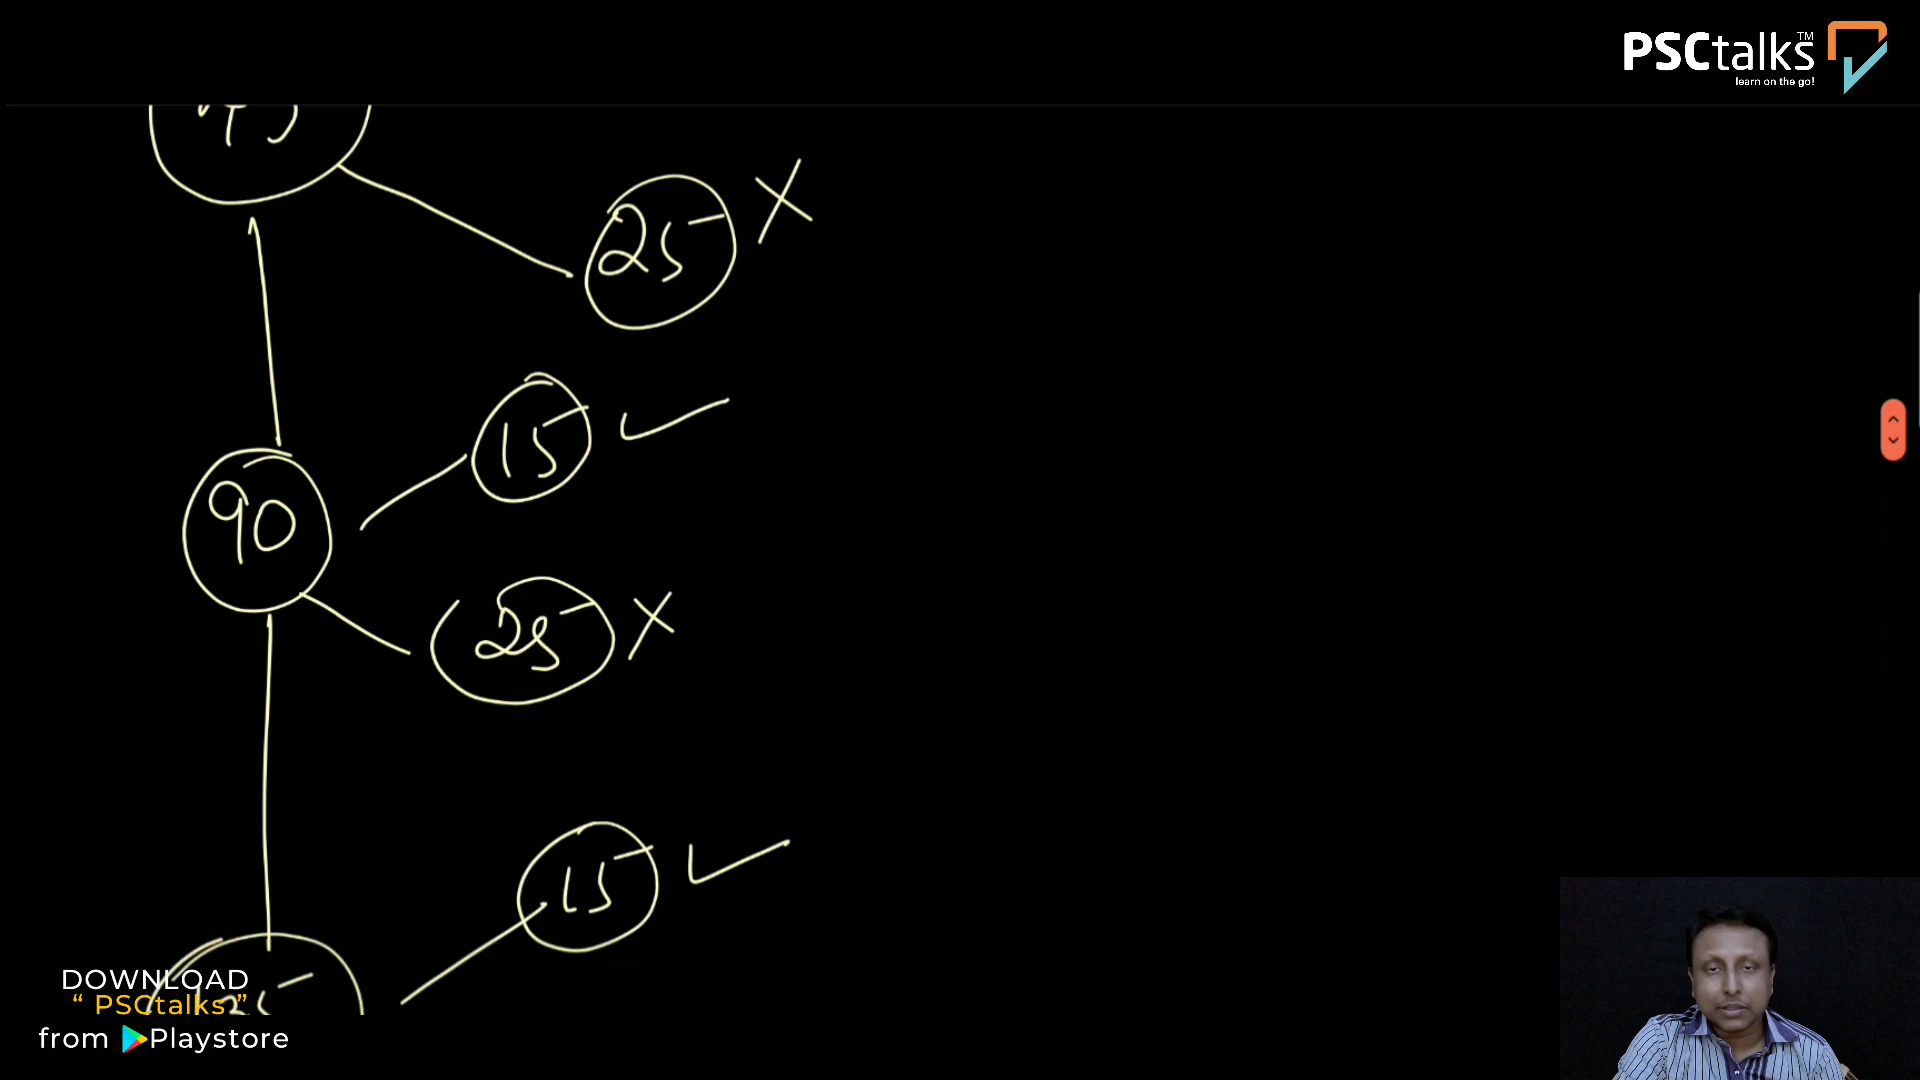 PSCtalks™
learn on the go!
25 X
15 ✓
90
25 X
15 ✓
DOWNLOAD
“ PSCtalks ”
from Playstore